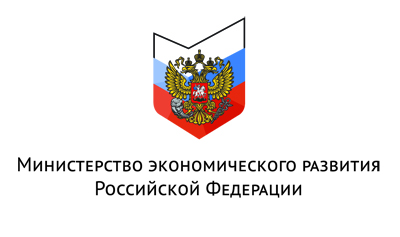 Министерство экономического развития
Российской Федерации